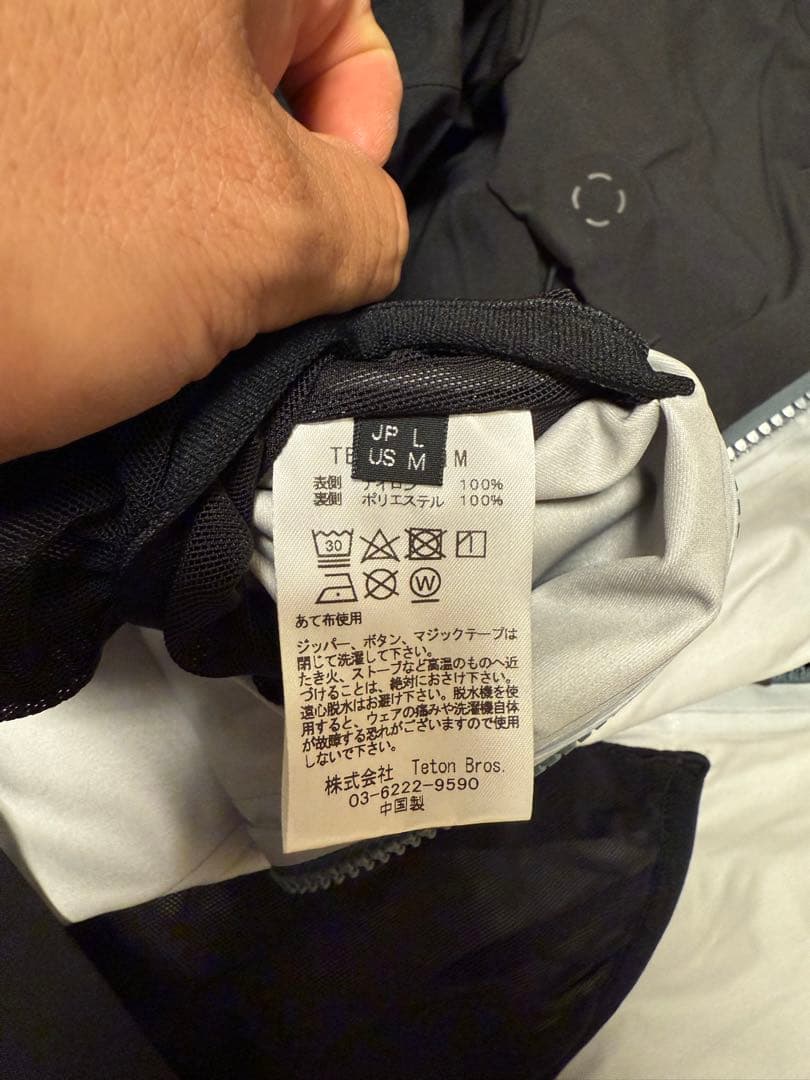 JP L
US M
M
表側 ナイロン 100%
裏側 ポリエステル 100%
30
W
あて布使用
ジッパー、ボタン、マジックテープは
閉じて洗濯して下さい。
たき火、ストーブなど高温のものへ近
づけることは、絶対におさけ下さい。
遠心脱水はお避け下さい。脱水機を使
用すると、ウェアの痛みや洗濯機自体
が故障する恐れがございますので使用
しないで下さい。
株式会社 Teton Bros.
03-6222-9590
中国製